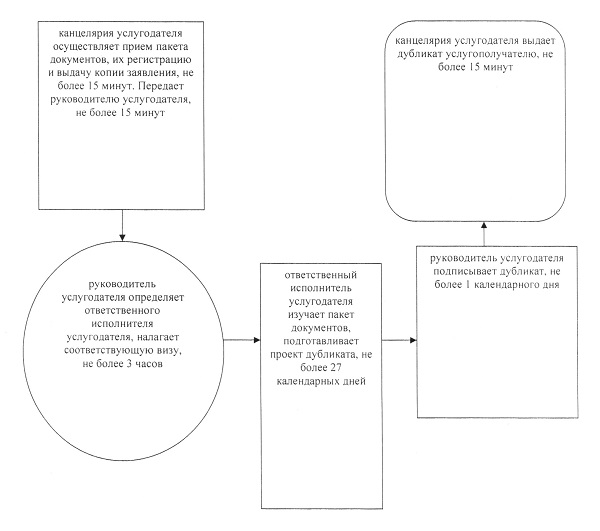 канцелярия услугодателя
осуществляет прием пакета
документов, их регистрацию
и выдачу копии заявления, не
более 15 минут. Передает
руководителю услугодателя,
не более 15 минут
руководитель
услугодателя определяет
ответственного
исполнителя
услугодателя, налагает
соответствующую визу,
не более 3 часов
ответственный
исполнитель
услугодателя
изучает пакет
документов,
подготавливает
проект дубликата, не
более 27
календарных дней
руководитель услугодателя
подписывает дубликат, не
более 1 календарного дня
канцелярия услугодателя выдает
дубликат услугополучателю, не
более 15 минут